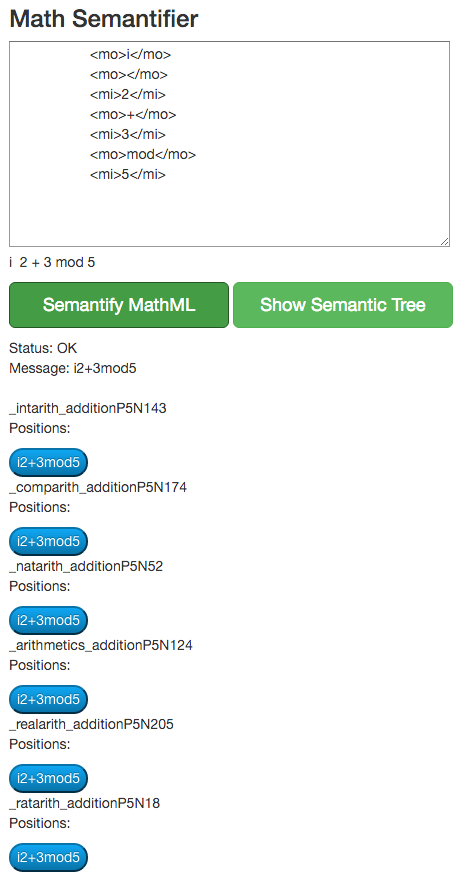 Math Semantifier
<mo>i</mo>
<mo></mo>
<mi>2</mi>
<mo>+</mo>
<mi>3</mi>
<mo>mod</mo>
<mi>5</mi>
i 2 + 3 mod 5
Semantify MathML Show Semantic Tree
Status: OK
Message: i2+3mod5
_intarith_additionP5N143
Positions:
i2+3mod5
_comparith_additionP5N174
Positions:
i2+3mod5
_natarith_additionP5N52
Positions:
i2+3mod5
_arithmetics_additionP5N124
Positions:
i2+3mod5
_realarith_additionP5N205
Positions:
i2+3mod5
_ratarith_additionP5N18
Positions:
i2+3mod5